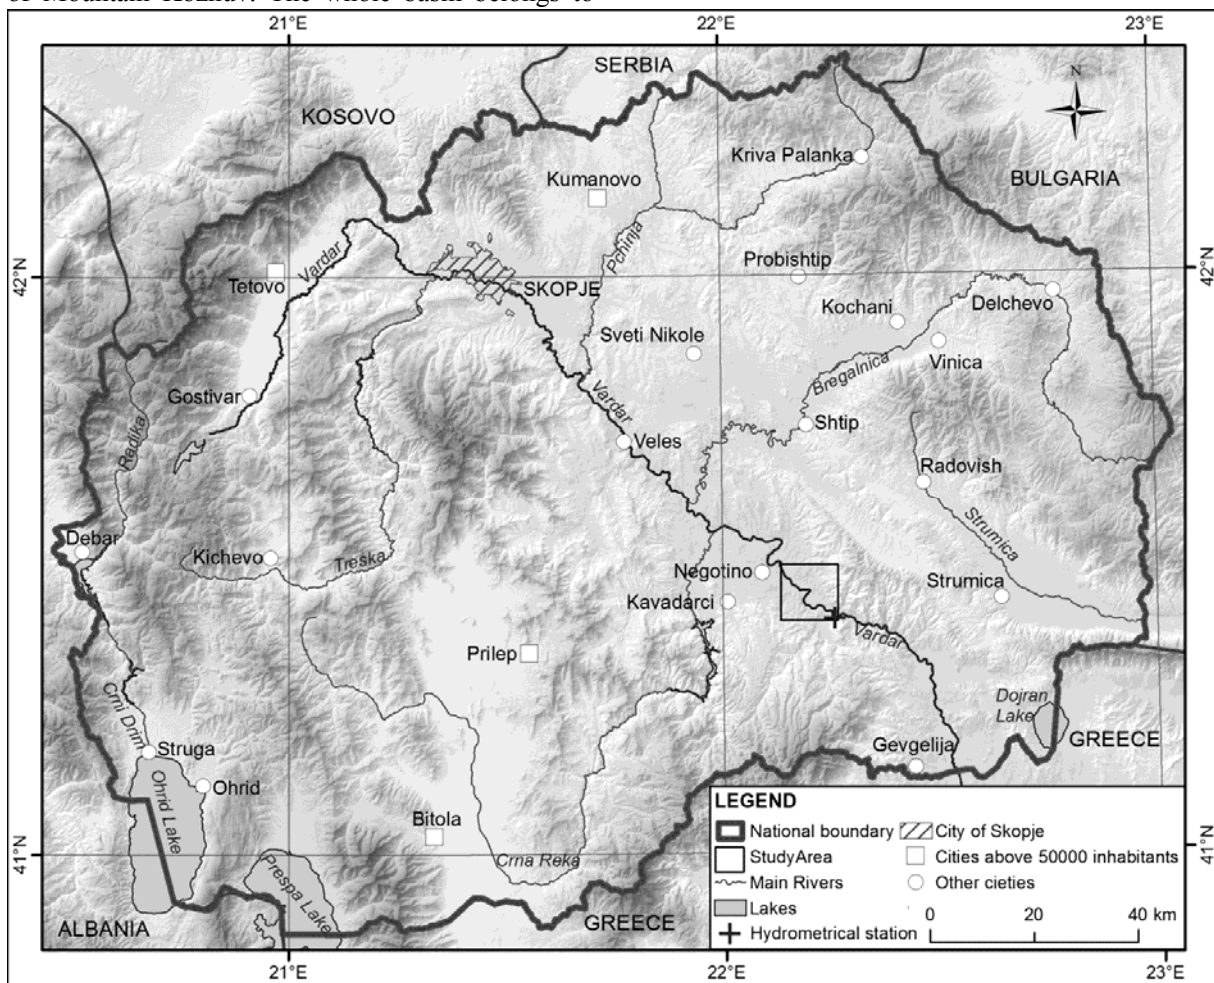 of Mountain Kozhuv. The whole basin belongs to
21°E 22°E 23°E
SERBIA
N
KOSOVO
Kriva Palanka
Kumanovo
BULGARIA
Pchinja
Vardar
Probishtip
42°N 42°N
Tetovo
SKOPJE
Delchevo
Kochani
Sveti Nikole
Vinica
Bregalnica
Vardar
Gostivar
Shtip
Radika
Veles
Radovish
Strumica
Debar
Kichevo
Treska
Negotino
Strumica
Kavadarci
Vardar
Prilep
Crni Drim
Dojran
Lake
Struga
Gevgelija
GREECE
Ohrid
Ohrid Lake
Bitola
LEGEND
National boundary City of Skopje
StudyArea Cities above 50000 inhabitants
Main Rivers Other cieties
Lakes 0 20 40 km
Hydrometrical station
41°N 41°N
Crna Reka
Prespa Lake
ALBANIA
GREECE
21°E 22°E 23°E